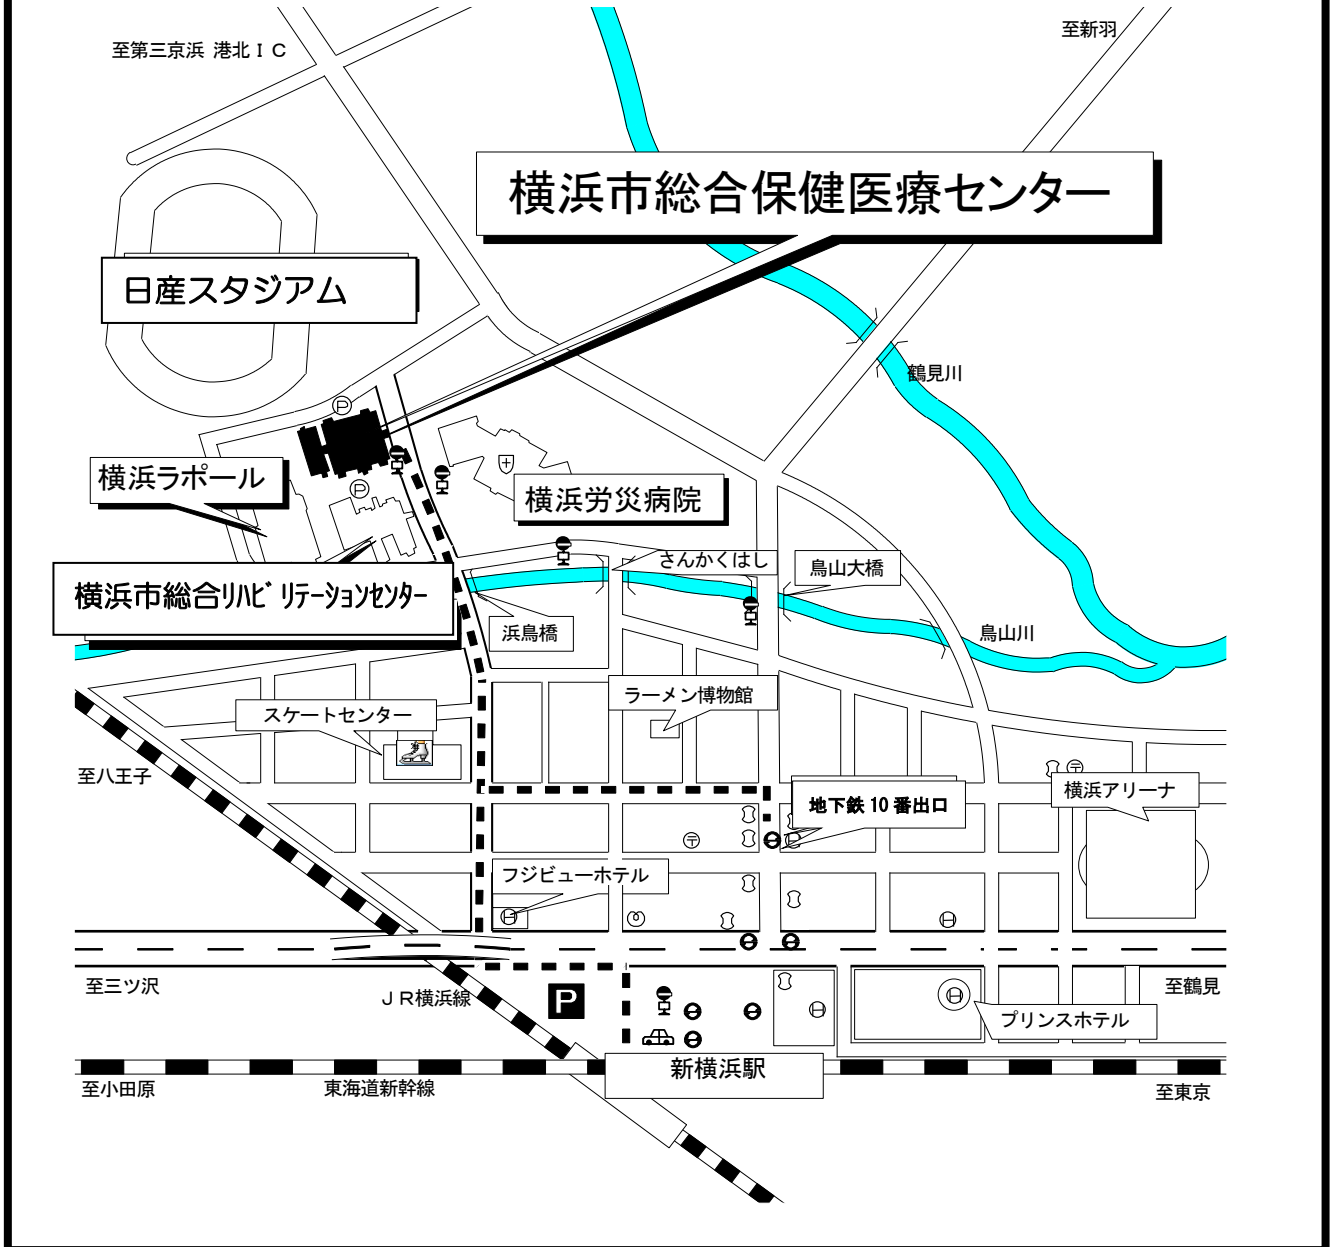 至新羽
至第三京浜 港北ＩＣ
横浜市総合保健医療センター
日産スタジアム
鶴見川
P
横浜ラポール
P
横浜労災病院
さんかくはし
鳥山大橋
横浜市総合ﾘﾊﾋﾞﾘﾃｰｼｮﾝｾﾝﾀｰ
浜鳥橋
鳥山川
ラーメン博物館
スケートセンター
至八王子
横浜アリーナ
地下鉄 10 番出口
フジビューホテル
H
H
至三ツ沢
ＪＲ横浜線
P
至鶴見
H
H
プリンスホテル
新横浜駅
至小田原
東海道新幹線
至東京